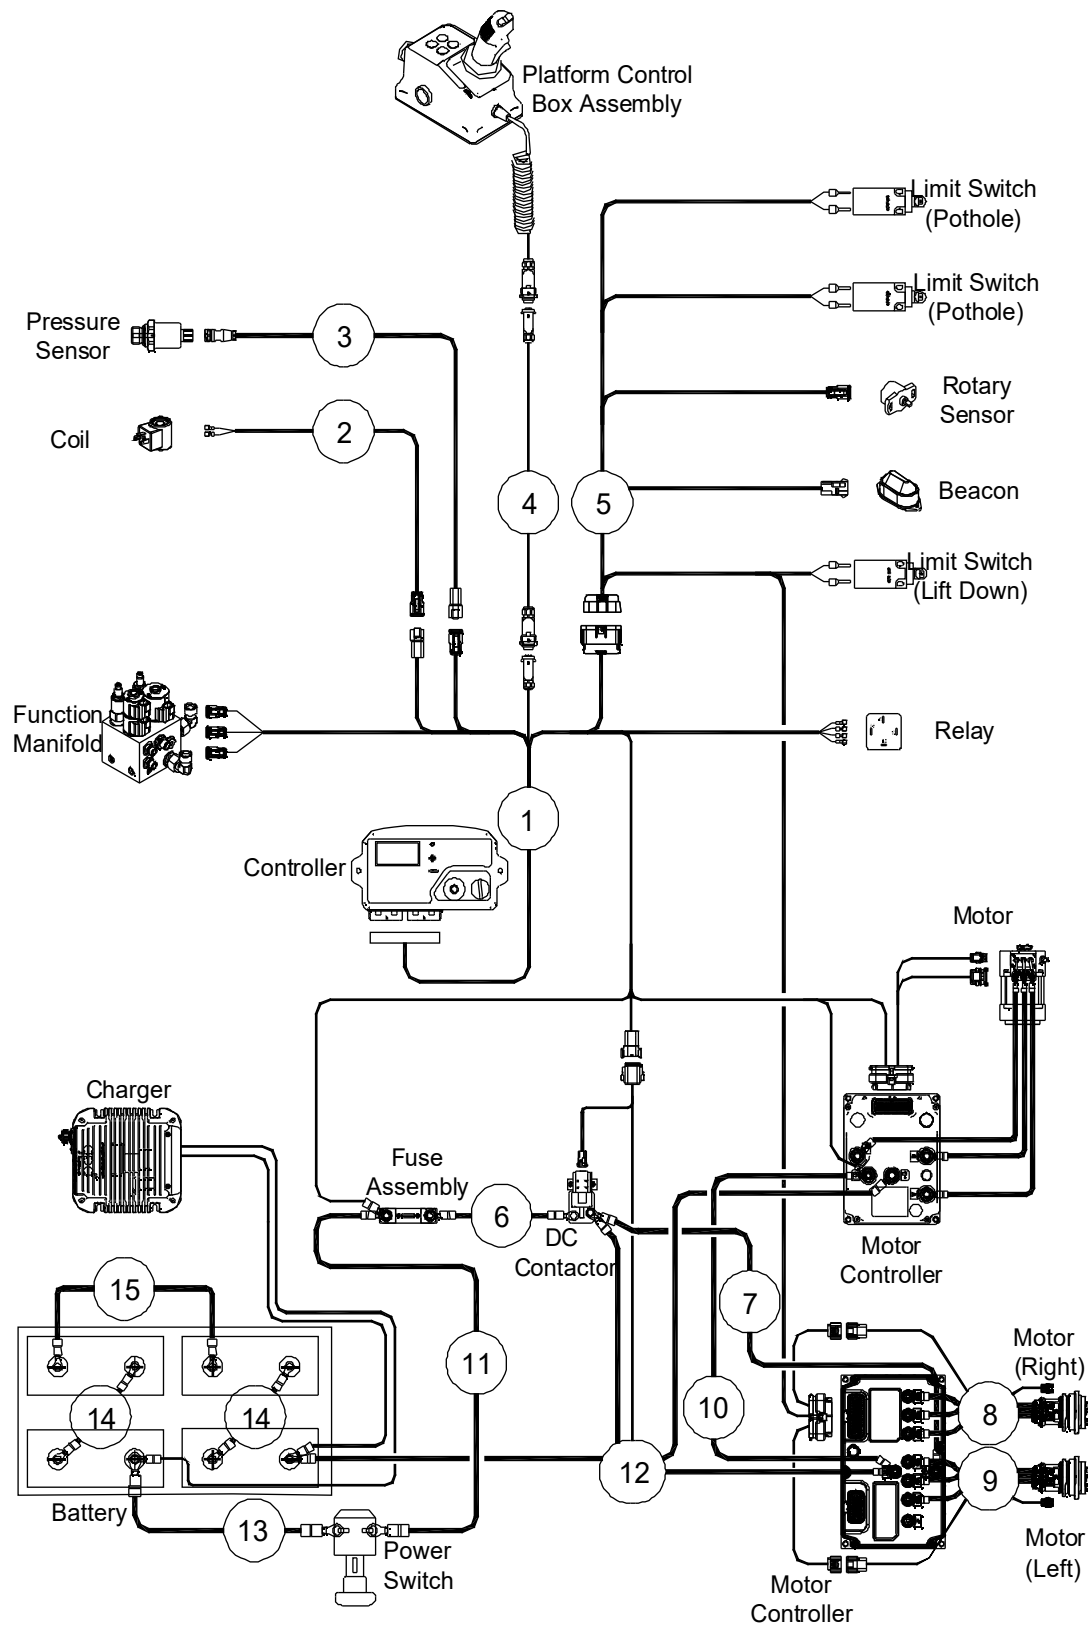 Platform Control
Box Assembly
Limit Switch
(Pothole)
Limit Switch
(Pothole)
Pressure
Sensor
3
Rotary
Sensor
Coil
2
4
5
Beacon
Limit Switch
(Lift Down)
Function
Manifold
Relay
1
Controller
Motor
Charger
Fuse
Assembly
6
DC
Contactor
Motor
Controller
15
7
11
Motor
(Right)
14
14
10
8
12
9
Battery
13
Power
Switch
Motor
(Left)
Motor
Controller